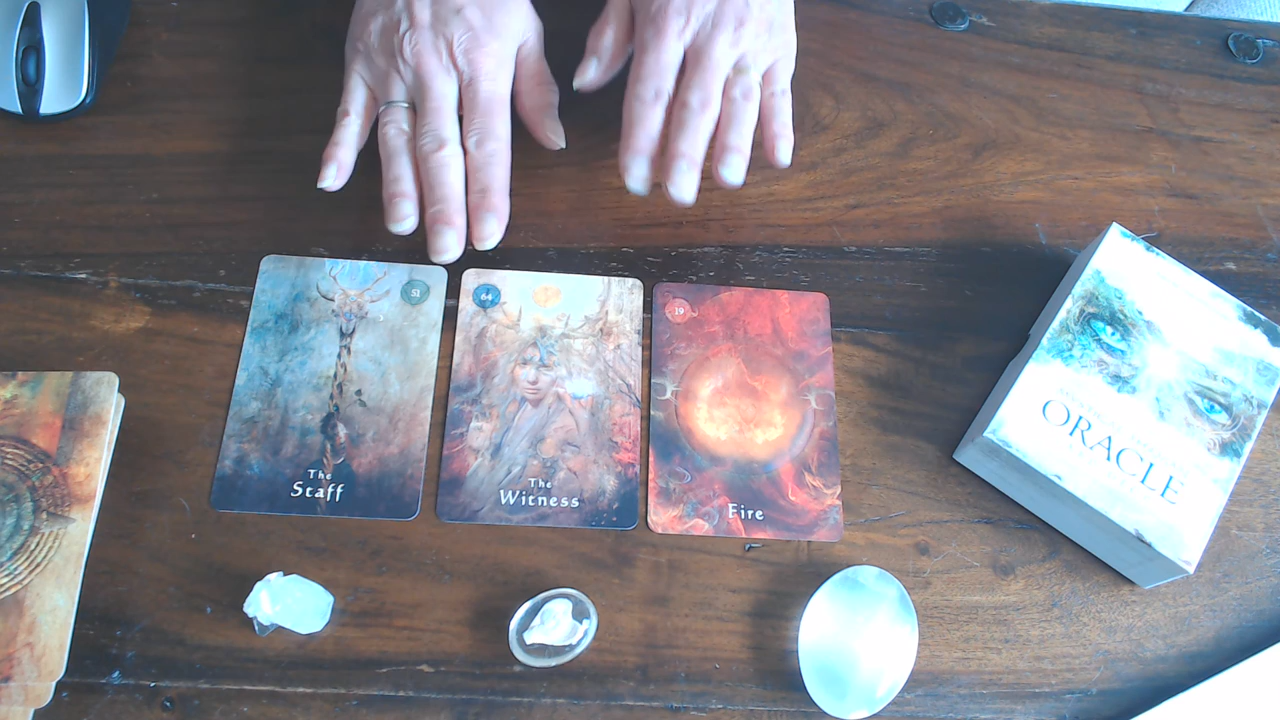 51
The
Staff
64
The
Witness
19
Fire
ORACLE